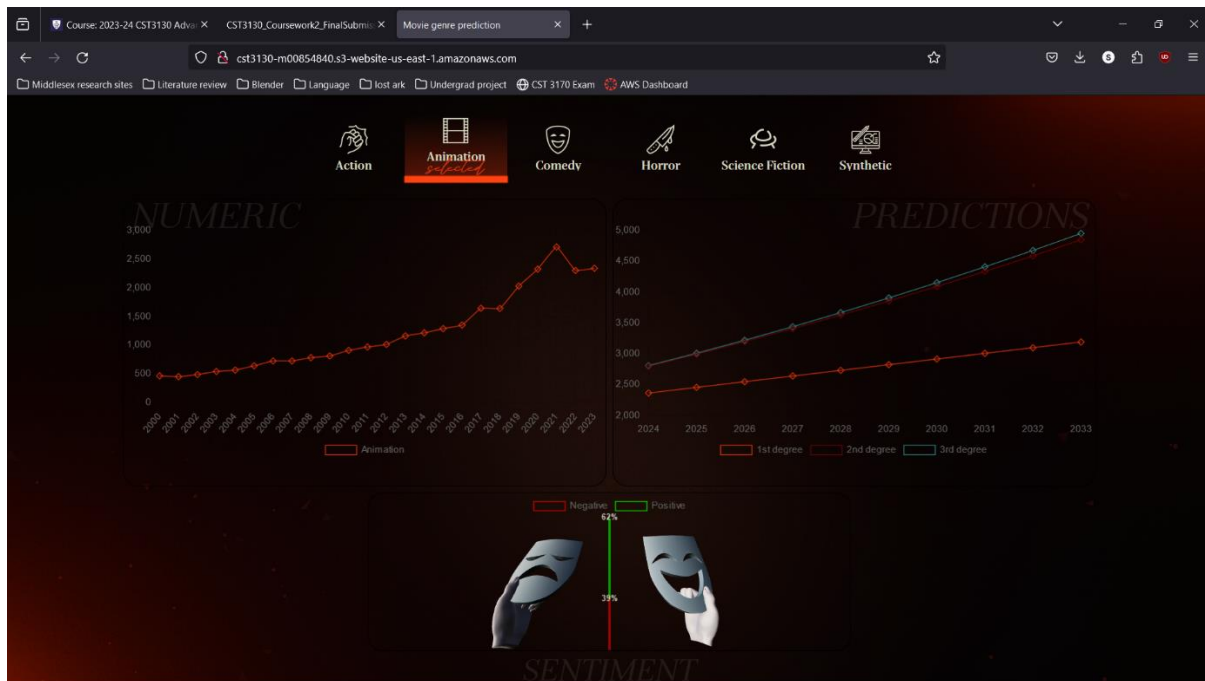 Course: 2023-24 CST3130 Adva
CST3130_Coursework2_FinalSubmis
Movie genre prediction
cst3130-m00854840.s3-website-us-east-1.amazonaws.com
Middlesex research sites Literature review Blender Language lost ark Undergrad project CST 3170 Exam AWS Dashboard
Action
Animation
selected
Comedy
Horror
Science Fiction
Synthetic
NUMERIC
3,000
2,500
2,000
1,500
1,000
500
0
2000 2001 2002 2003 2004 2005 2006 2007 2008 2009 2010 2011 2012 2013 2014 2015 2016 2017 2018 2019 2020 2021 2022 2023
Animation
PREDICTIONS
5,000
4,500
4,000
3,500
3,000
2,500
2,000
2024 2025 2026 2027 2028 2029 2030 2031 2032 2033
1st degree 2nd degree 3rd degree
Negative Positive
62%
39%
SENTIMENT